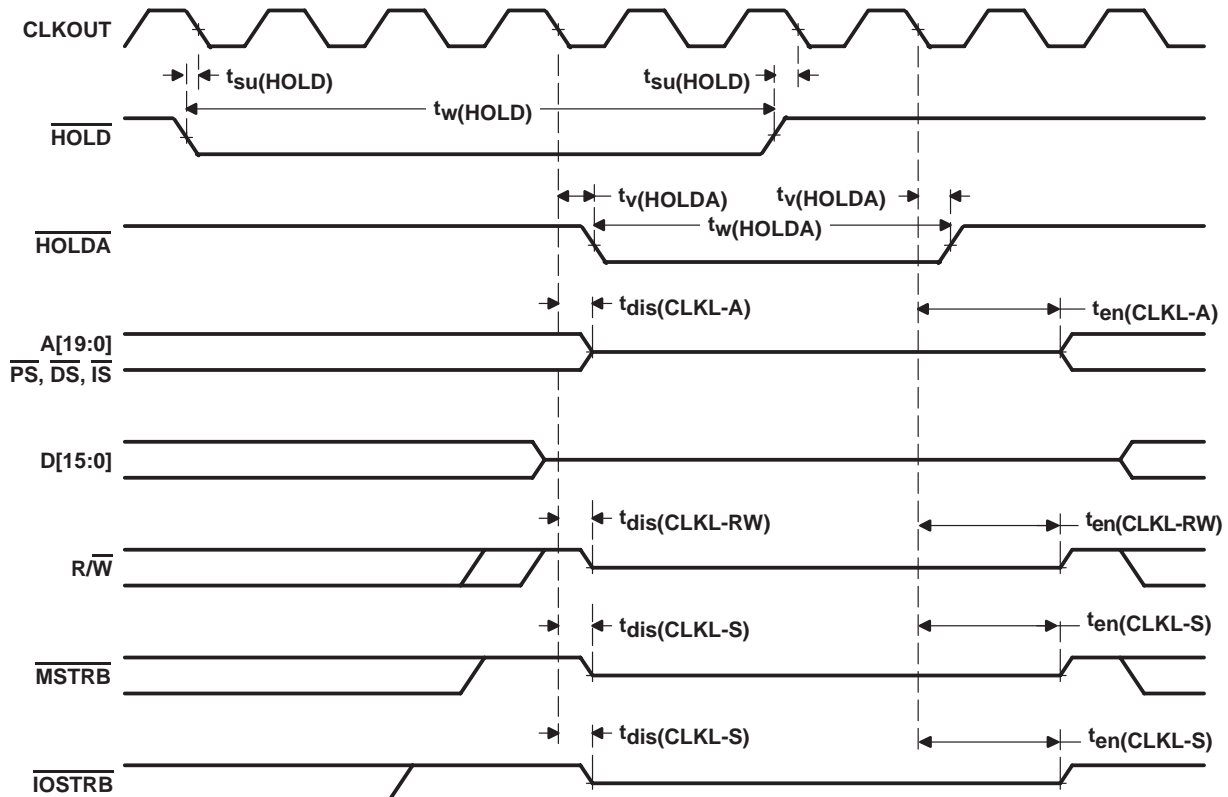 CLKOUT
tsu(HOLD)
tsu(HOLD)
tw(HOLD)
HOLD
tv(HOLDA)
tv(HOLDA)
tw(HOLDA)
HOLDA
tdis(CLKL-A)
ten(CLKL-A)
A[19:0]
PS, DS, IS
D[15:0]
tdis(CLKL-RW)
ten(CLKL-RW)
R/W
tdis(CLKL-S)
ten(CLKL-S)
MSTRB
tdis(CLKL-S)
ten(CLKL-S)
IOSTRB